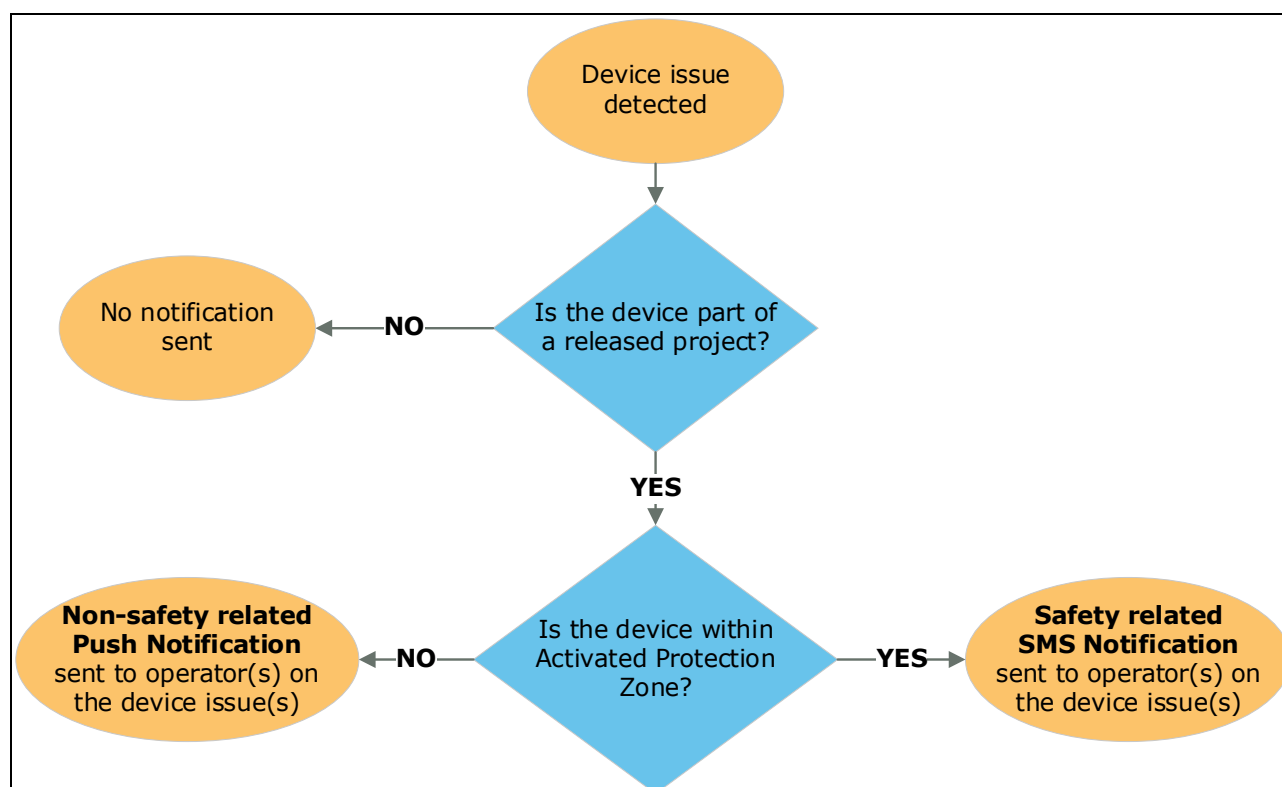 Device issue
detected
Is the device part of
a released project?
NO
No notification
sent
YES
Is the device within
Activated Protection
Zone?
NO
Non-safety related
Push Notification
sent to operator(s) on
the device issue(s)
YES
Safety related
SMS Notification
sent to operator(s) on
the device issue(s)